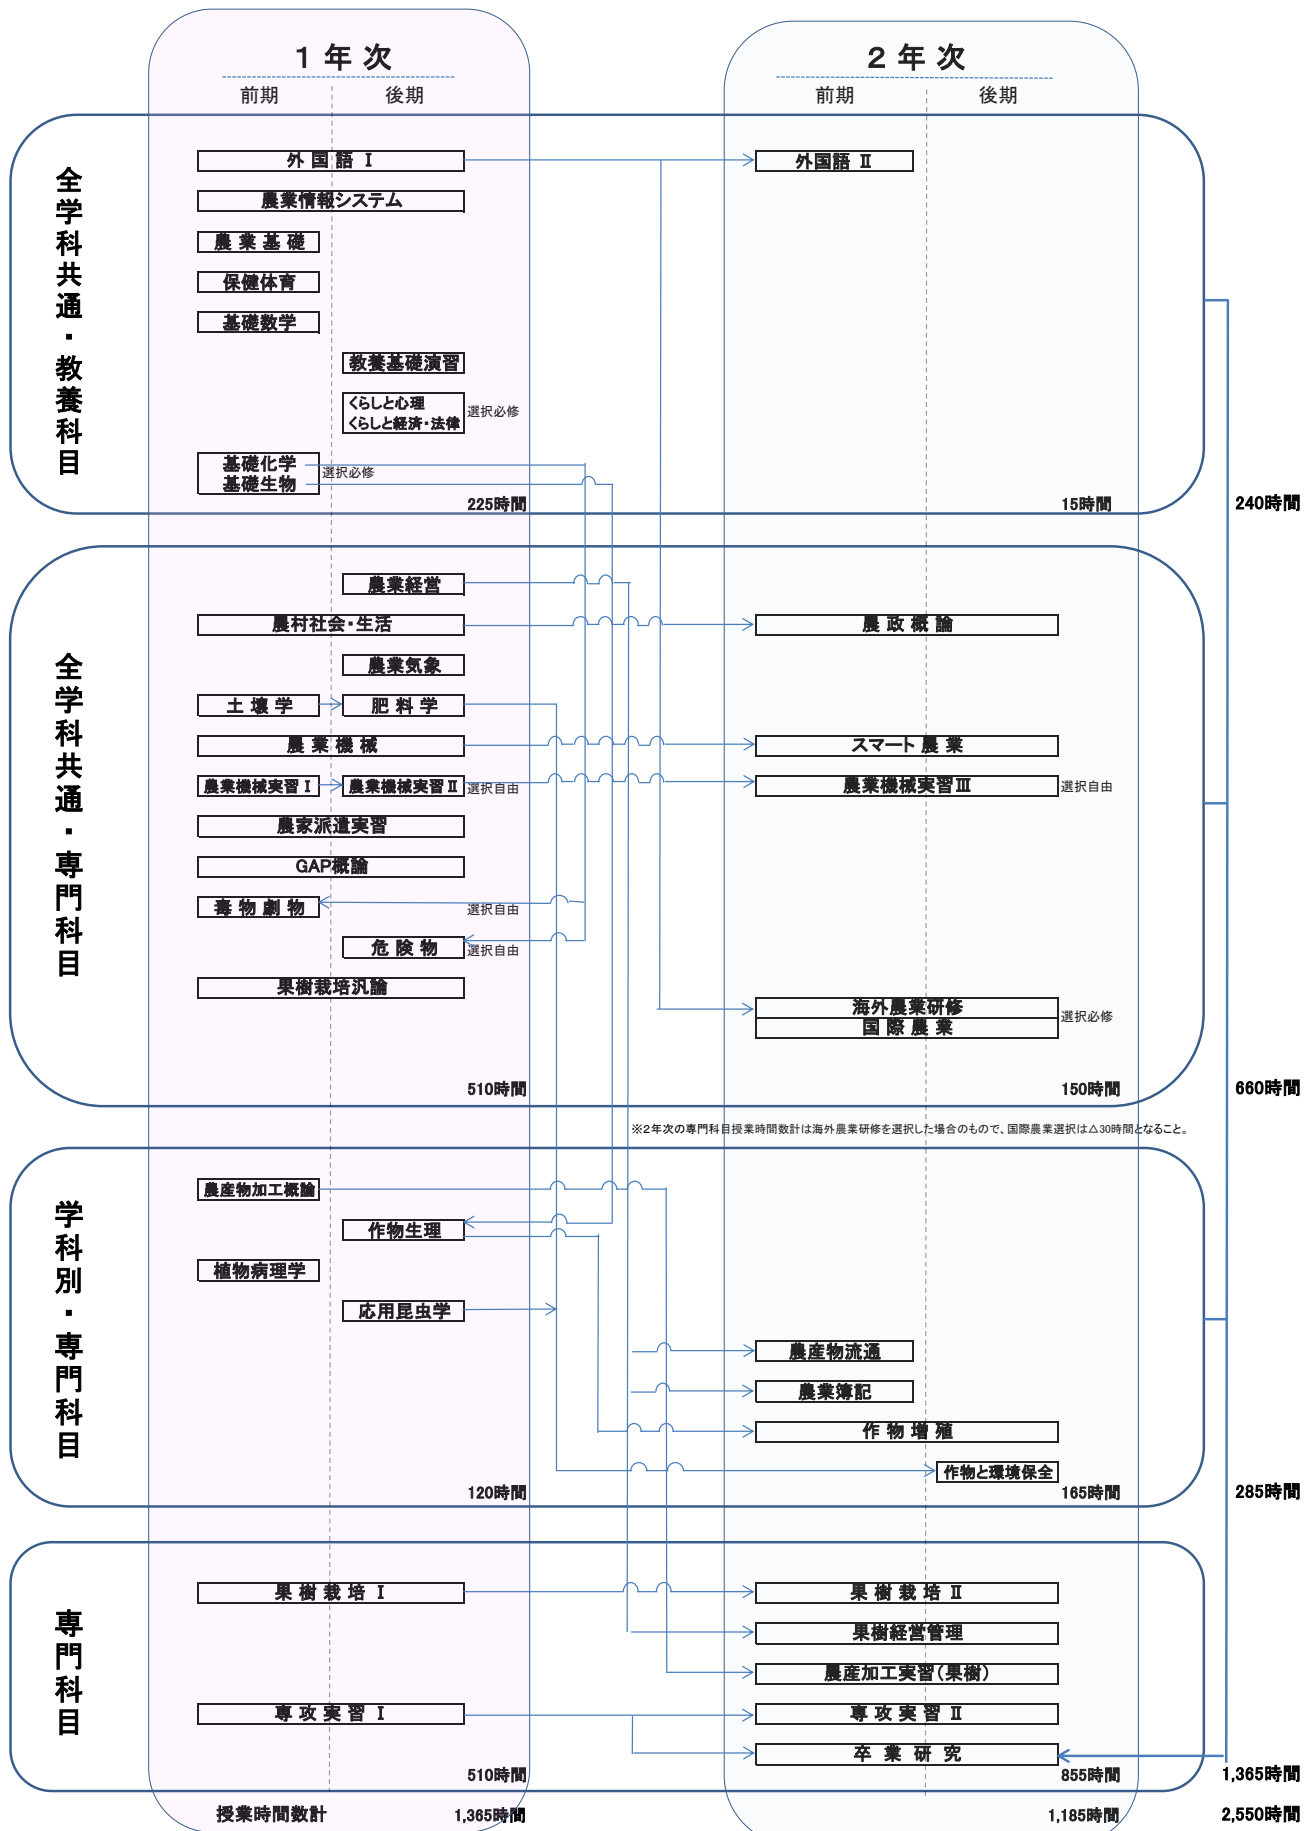 １ 年 次
２ 年 次
前期
後期
前期
後期
全学科共通・教養科目
外 国 語 Ⅰ
外国語 Ⅱ
農業情報システム
農 業 基 礎
保健体育
基礎数学
教養基礎演習
くらしと心理
くらしと経済・法律
選択必修
基礎化学
基礎生物
選択必修
225時間
15時間
240時間
全学科共通・専門科目
農業経営
農村社会・生活
農 政 概 論
農業気象
土 壌 学
肥 料 学
農 業 機 械
スマート 農 業
農業機械実習Ⅰ
農業機械実習Ⅱ
選択自由
農業機械実習Ⅲ
選択自由
農家派遣実習
GAP概論
毒 物 劇 物
選択自由
危 険 物
選択自由
果樹栽培汎論
海外農業研修
国 際 農 業
選択必修
510時間
150時間
660時間
※２年次の専門科目授業時間数計は海外農業研修を選択した場合のもので、国際農業選択は△30時間となること。
学科別・専門科目
農産物加工概論
作物生理
植物病理学
応用昆虫学
農産物流通
農業簿記
作 物 増 殖
作物と環境保全
120時間
165時間
285時間
専門科目
果 樹 栽 培 Ⅰ
果 樹 栽 培 Ⅱ
果樹経営管理
農産加工実習（果樹）
専 攻 実 習 Ⅰ
専 攻 実 習 Ⅱ
卒 業 研 究
510時間
855時間
1,365時間
授業時間数計
1,365時間
1,185時間
2,550時間